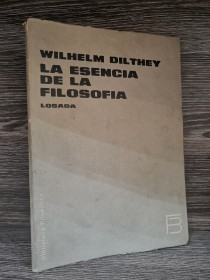 WILHELM DILTHEY
LA ESENCIA
DE LA
FILOSOFIA
LOSADA